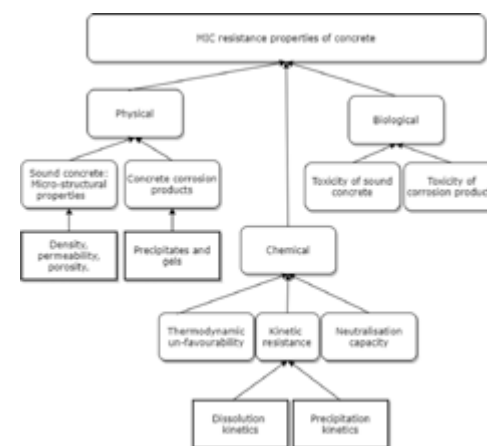 MIC resistance properties of concrete
Physical
Biological
Sound concrete:
Micro-structural
properties
Concrete corrosion
products
Toxicity of sound
concrete
Toxicity of
corrosion product
Density,
permeability,
porosity.
Precipitates and
gels
Chemical
Thermodynamic
un-favourability
Kinetic
resistance
Neutralisation
capacity
Dissolution
kinetics
Precipitation
kinetics